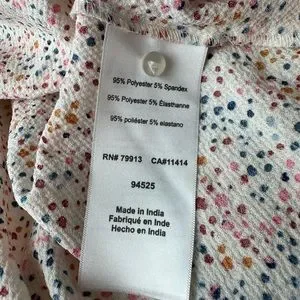 95% Polyester 5% Spandex
95% Polyester 5% Élasthanne
95% poliéster 5% elastano
RN# 79913 CA#11414
94525
Made in India
Fabriqué en Inde
Hecho en India